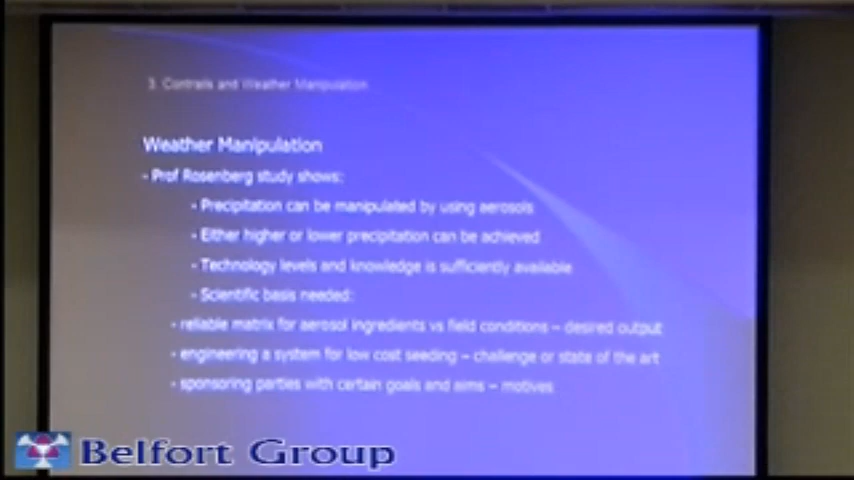 3. Contrails and Weather Manipulation
Weather Manipulation
- Prof Rosenberg study shows:
- Precipitation can be manipulated by using aerosols
- Either higher or lower precipitation can be achieved
- Technology levels and knowledge is sufficiently available
- Scientific basis needed:
- reliable matrix for aerosol ingredients vs field conditions – desired output
- engineering a system for low cost seeding – challenge or state of the art
- sponsoring parties with certain goals and aims – motives
Belfort Group